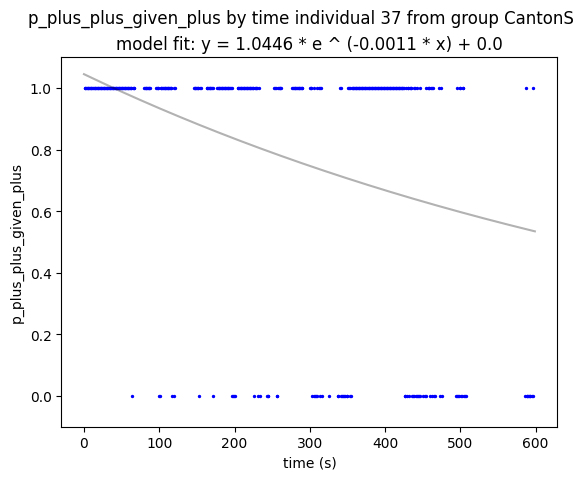 p_plus_plus_given_plus by time individual 37 from group CantonS
model fit: y = 1.0446 * e ^ (-0.0011 * x) + 0.0
p_plus_plus_given_plus
1.0
0.8
0.6
0.4
0.2
0.0
0 100 200 300 400 500 600
time (s)